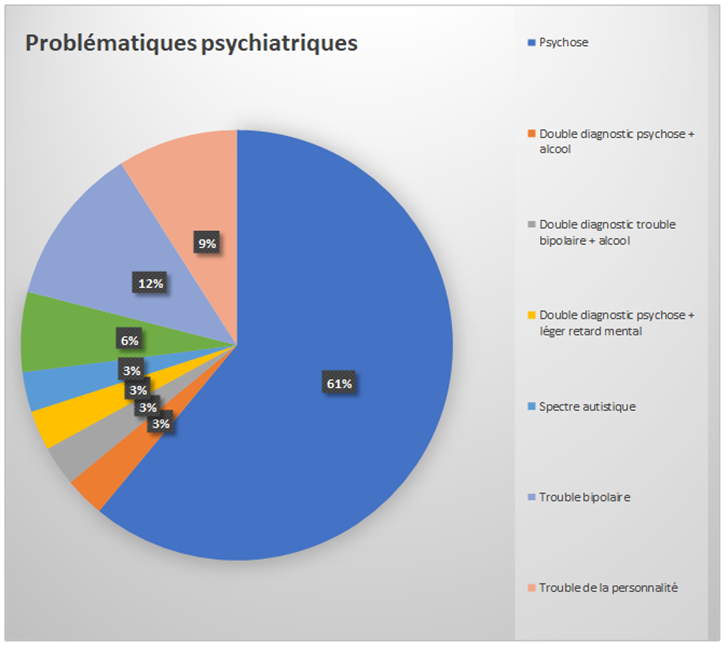 Problématiques psychiatriques
9%
12%
6%
3%
3%
3%
3%
61%
Psychose
Double diagnostic psychose +
alcool
Double diagnostic trouble
bipolaire + alcool
Double diagnostic psychose +
léger retard mental
Spectre autistique
Trouble bipolaire
Trouble de la personnalité